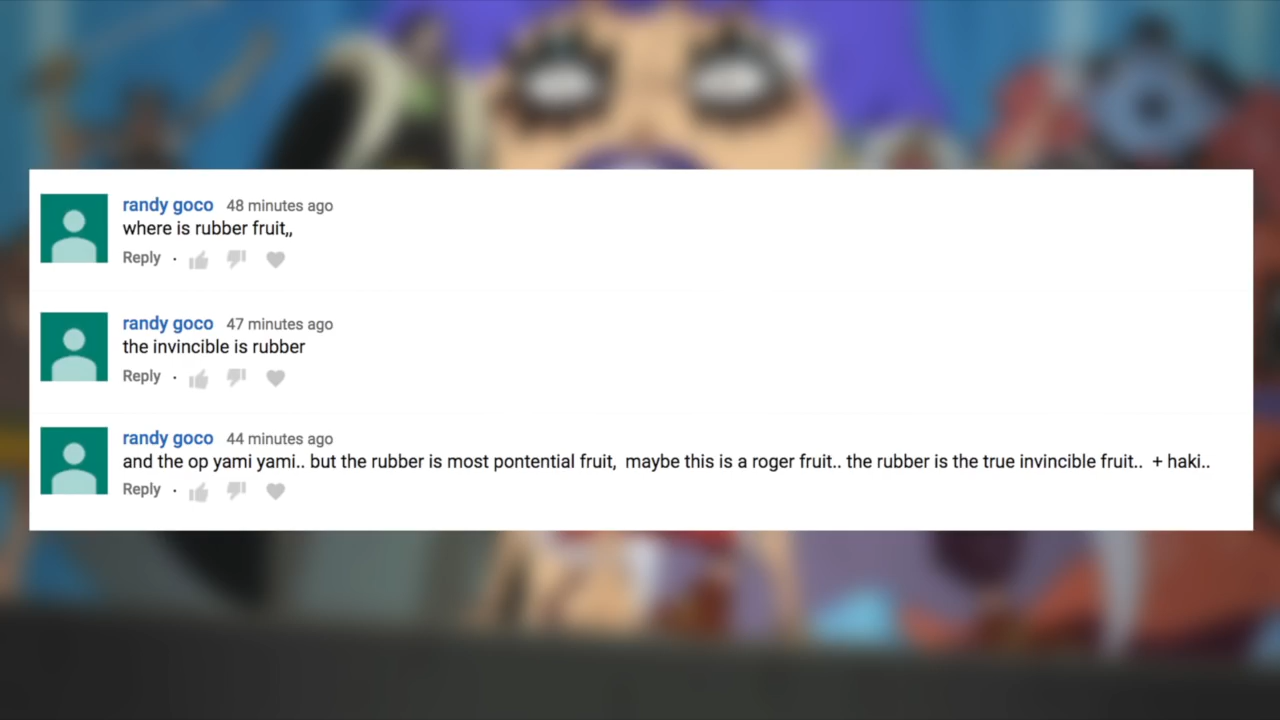 randy goco 48 minutes ago
where is rubber fruit,,
Reply ·
randy goco 47 minutes ago
the invincible is rubber
Reply ·
randy goco 44 minutes ago
and the op yami yami.. but the rubber is most pontential fruit, maybe this is a roger fruit.. the rubber is the true invincible fruit.. + haki..
Reply ·